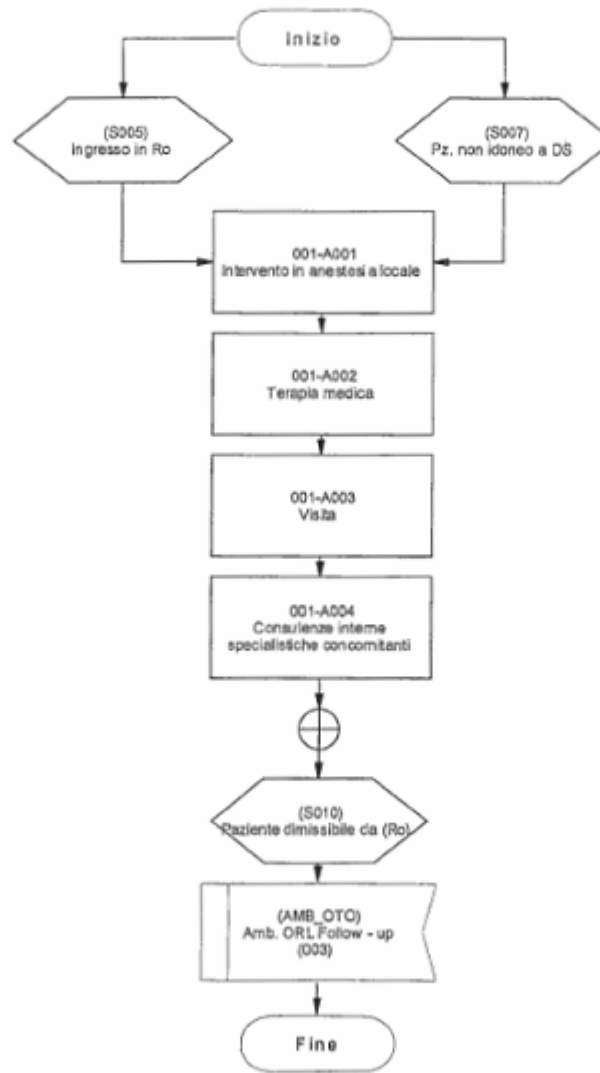 Inizio
(S005)
Ingresso in Ro
(S007)
Pz. non idoneo a DS
001-A001
Intervento in anestesia locale
001-A002
Terapia medica
001-A003
Visita
001-A004
Consulenze interne
specialistiche concomitanti
(S010)
Paziente dimissibile da (Ro)
(AMB_OTO)
Amb. ORL Follow - up
(003)
Fine